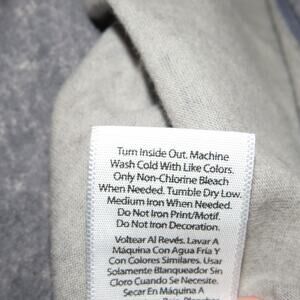 Turn Inside Out. Machine
Wash Cold With Like Colors.
Only Non-Chlorine Bleach
When Needed. Tumble Dry Low.
Medium Iron When Needed.
Do Not Iron Print/Motif.
Do Not Iron Decoration.
Voltear Al Revés. Lavar A
Máquina Con Agua Fría Y
Con Colores Similares. Usar
Solamente Blanqueador Sin
Cloro Cuando Se Necesite.
Secar En Máquina A